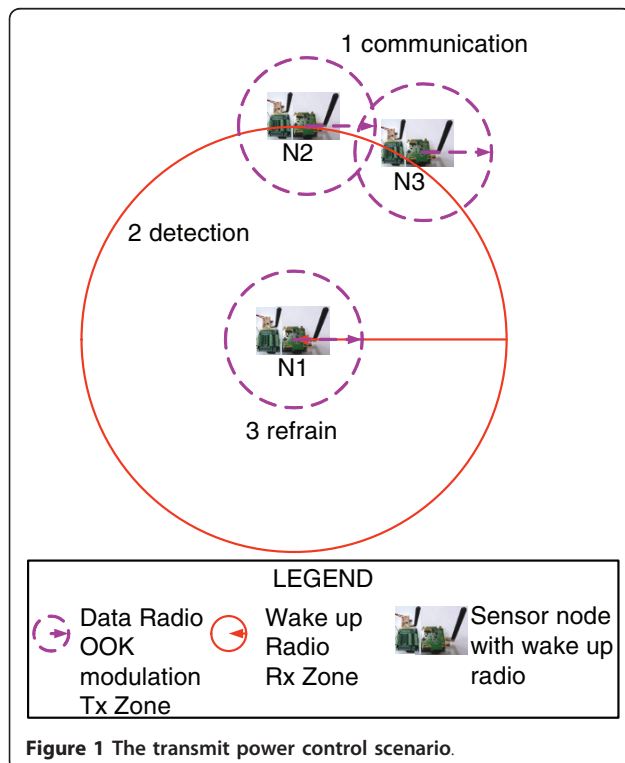 1 communication
N2
N3
2 detection
N1
3 refrain
LEGEND
Data Radio
OOK
modulation
Tx Zone
Wake up
Radio
Rx Zone
Sensor node
with wake up
radio
Figure 1 The transmit power control scenario.